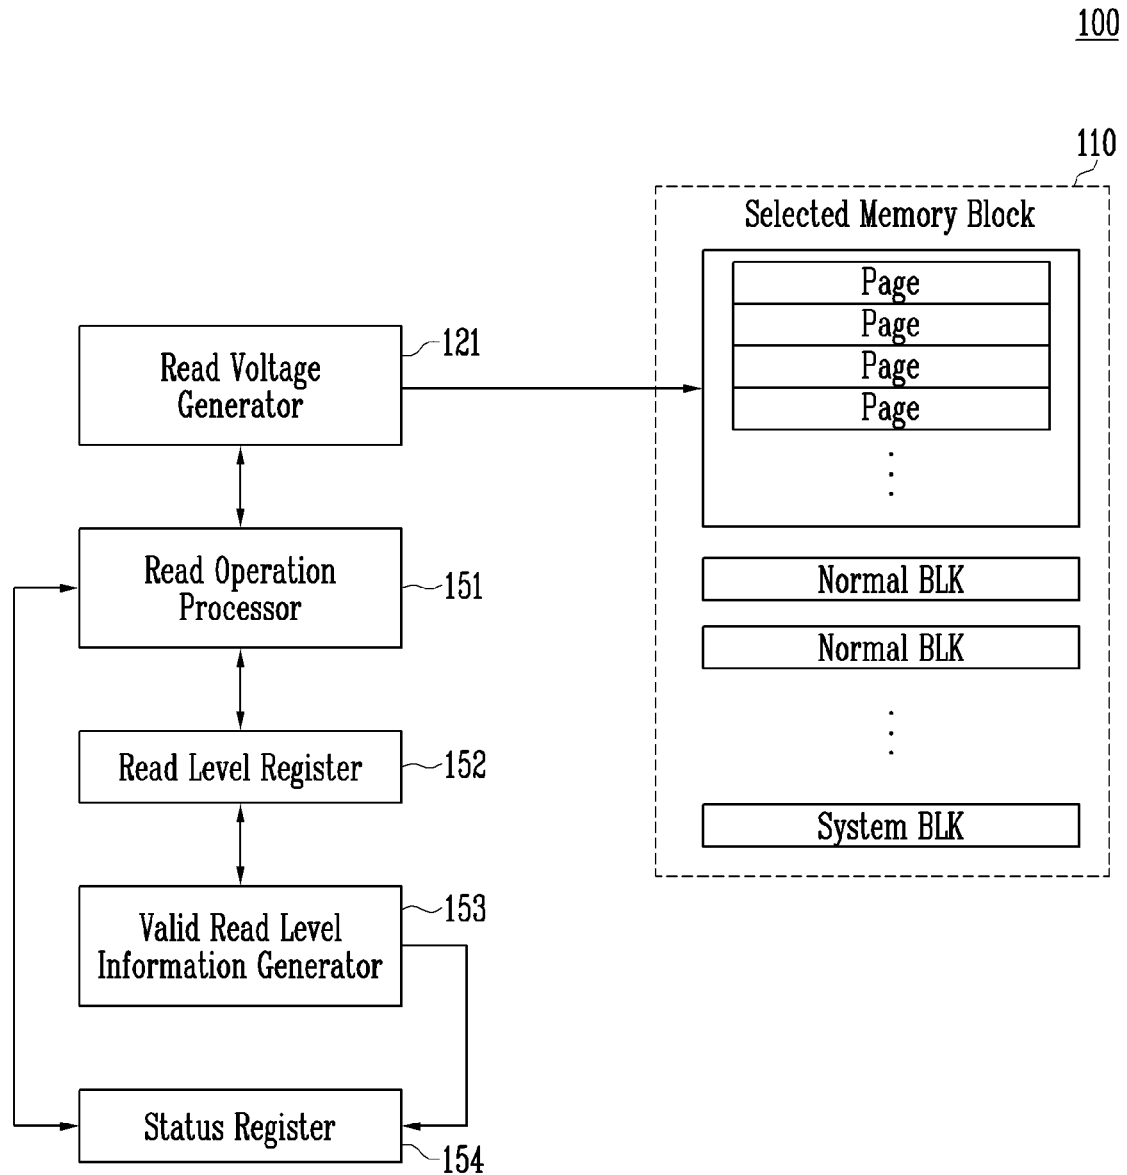 100
110
Selected Memory Block
Page
Page
Page
Page
121
Read Voltage
Generator
Read Operation
Processor
151
Normal BLK
Normal BLK
Read Level Register
152
System BLK
153
Valid Read Level
Information Generator
Status Register
154